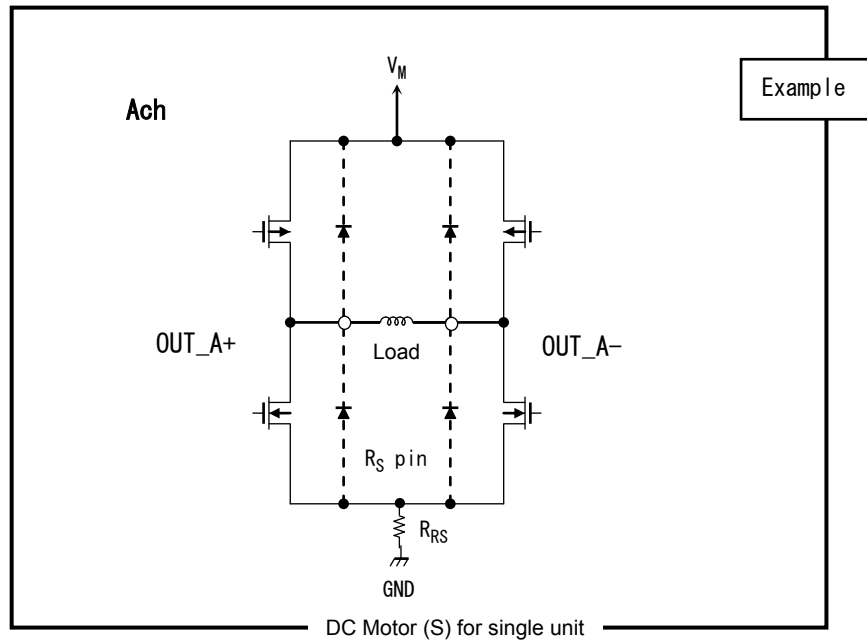 V_M
Example
Ach
OUT_A+
Load
OUT_A-
R_S pin
R_RS
GND
DC Motor (S) for single unit